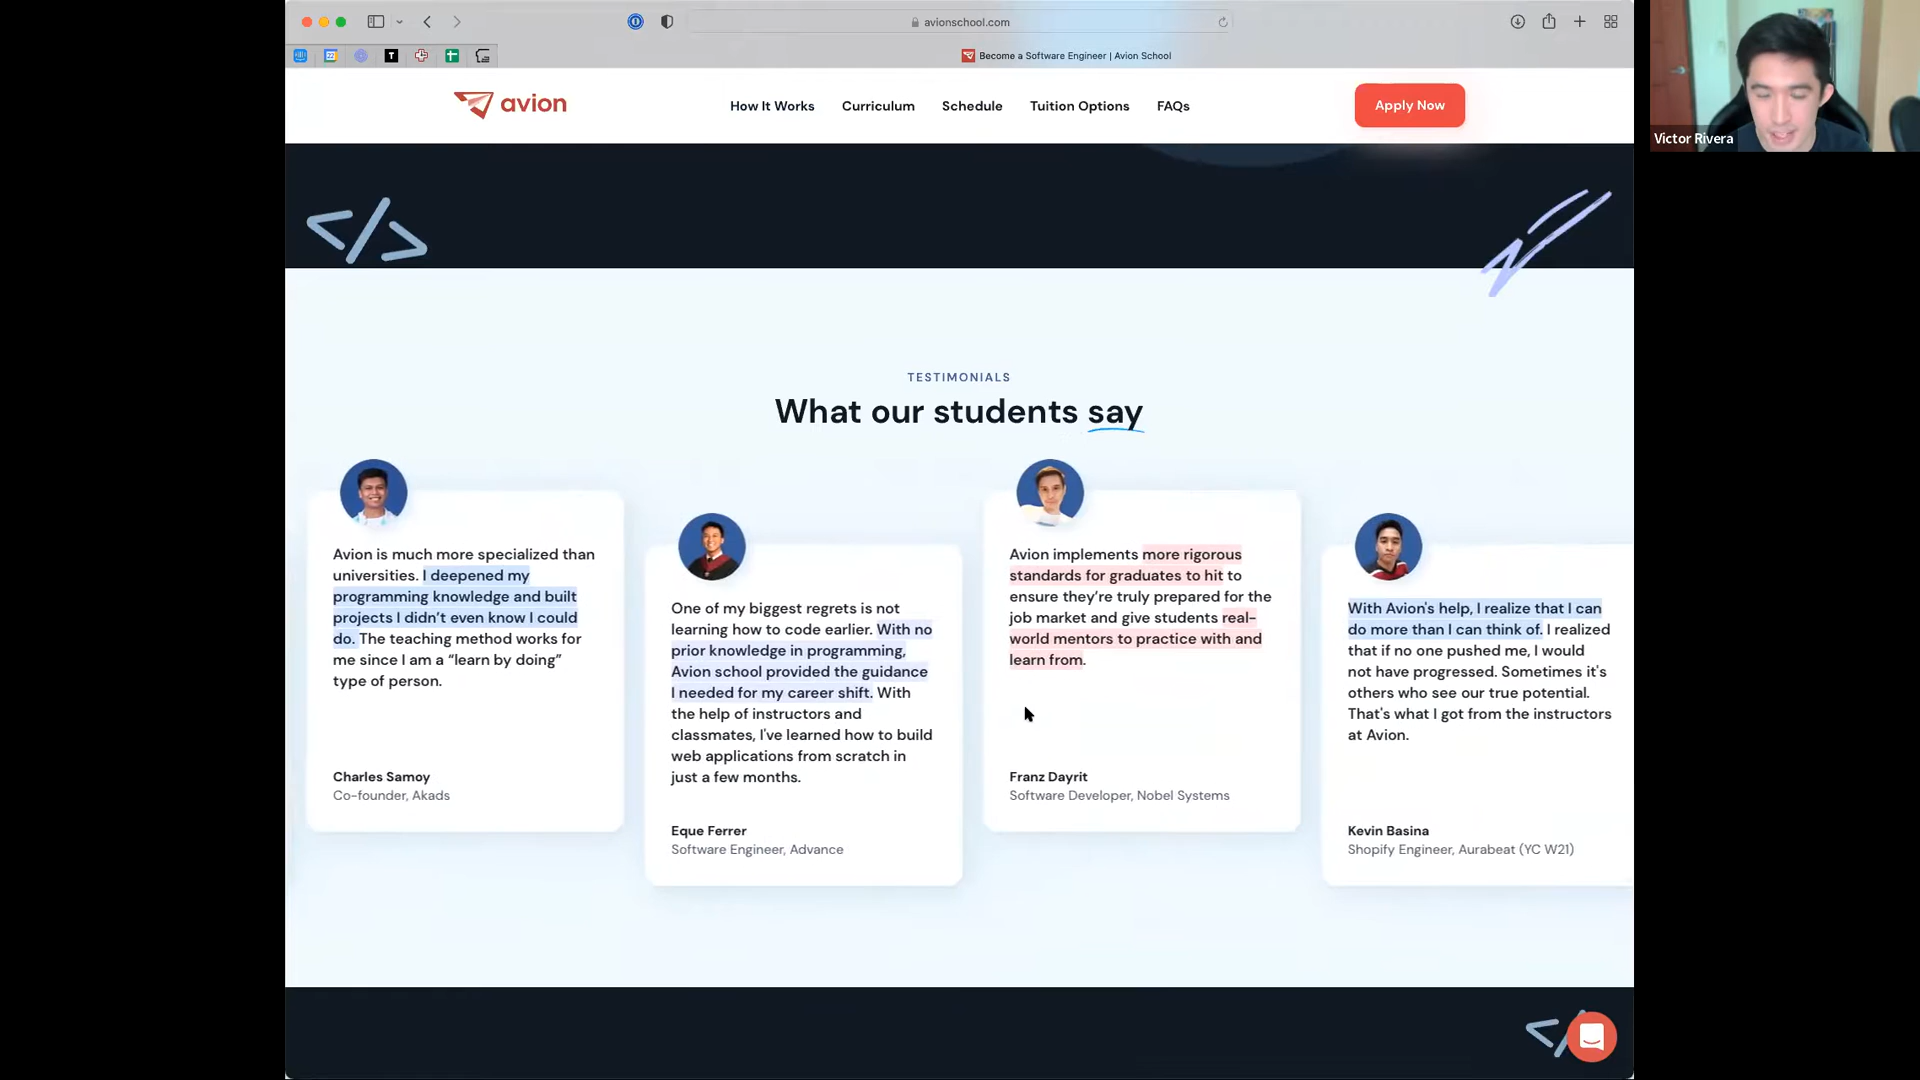 avionschool.com
Become a Software Engineer | Avion School
avion
How It Works
Curriculum
Schedule
Tuition Options
FAQs
Apply Now
Victor Rivera
</>
TESTIMONIALS
What our students say
Avion is much more specialized than
universities. I deepened my
programming knowledge and built
projects I didn’t even know I could
do. The teaching method works for
me since I am a “learn by doing”
type of person.
Charles Samoy
Co-founder, Akads
One of my biggest regrets is not
learning how to code earlier. With no
prior knowledge in programming,
Avion school provided the guidance
I needed for my career shift. With
the help of instructors and
classmates, I've learned how to build
web applications from scratch in
just a few months.
Eque Ferrer
Software Engineer, Advance
Avion implements more rigorous
standards for graduates to hit to
ensure they’re truly prepared for the
job market and give students real-
world mentors to practice with and
learn from.
Franz Dayrit
Software Developer, Nobel Systems
With Avion's help, I realize that I can
do more than I can think of. I realized
that if no one pushed me, I would
not have progressed. Sometimes it's
others who see our true potential.
That's what I got from the instructors
at Avion.
Kevin Basina
Shopify Engineer, Aurabeat (YC W21)